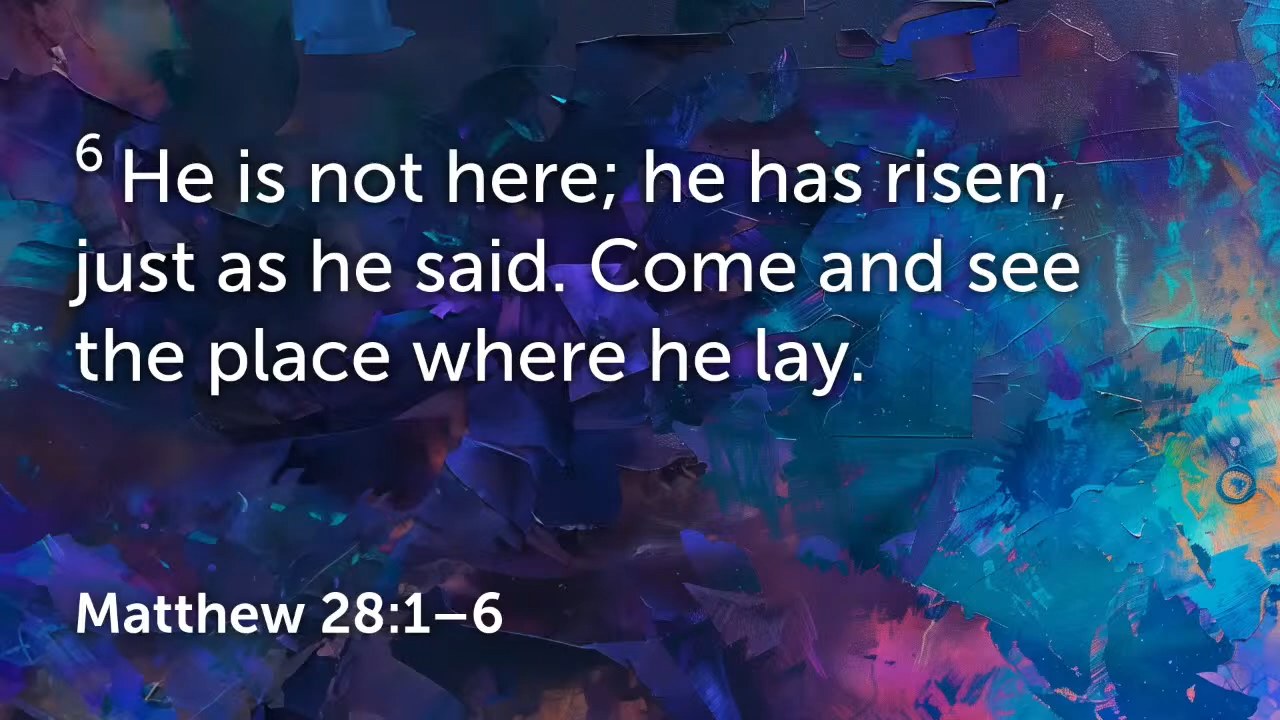 6 He is not here; he has risen,
just as he said. Come and see
the place where he lay.
Matthew 28:1–6